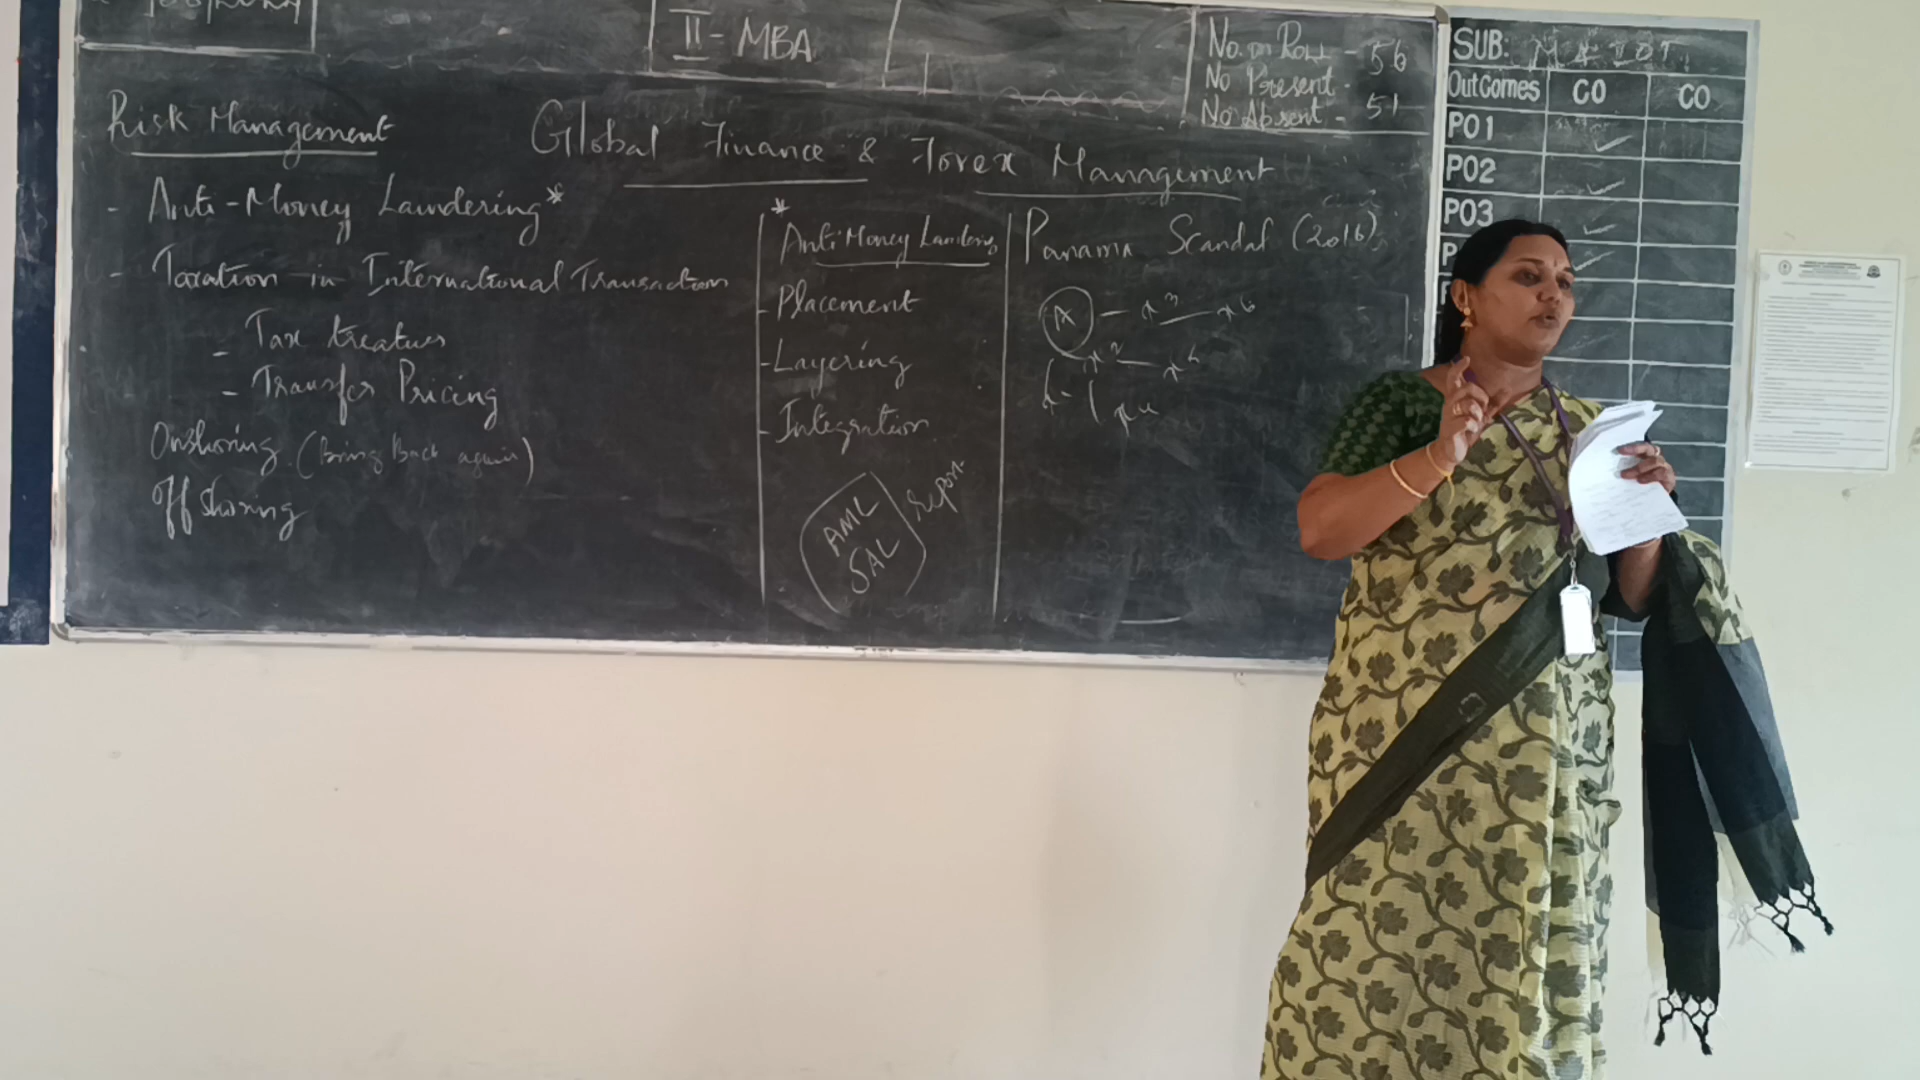 II - MBA
No. on Roll - 56
No Present -
No Absent - 51
Risk Management
Global Finance & Forex Management
- Anti-Money Laundering*
- Taxation in International Transaction
- Tax treaties
- Transfer Pricing
Onshoring (Bring Back again)
Offshoring
*
Anti Money Laundering
- Placement
- Layering
- Integration
AML
SAL
report
Panama Scandal (2016)
A
SUB:
Outcomes CO CO
PO1
PO2
PO3